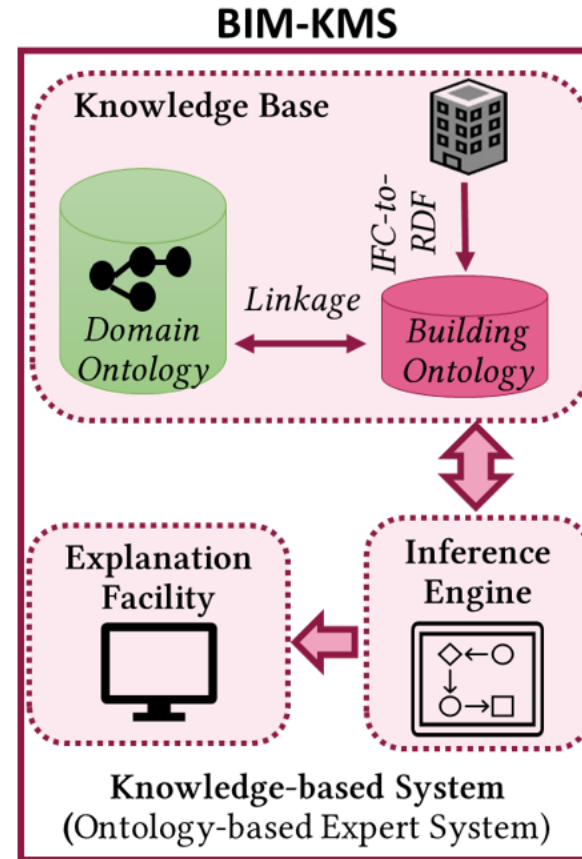 BIM-KMS
Knowledge Base
IFC-to-
RDF
Linkage
Domain
Ontology
Building
Ontology
Explanation
Facility
Inference
Engine
Knowledge-based System
(Ontology-based Expert System)